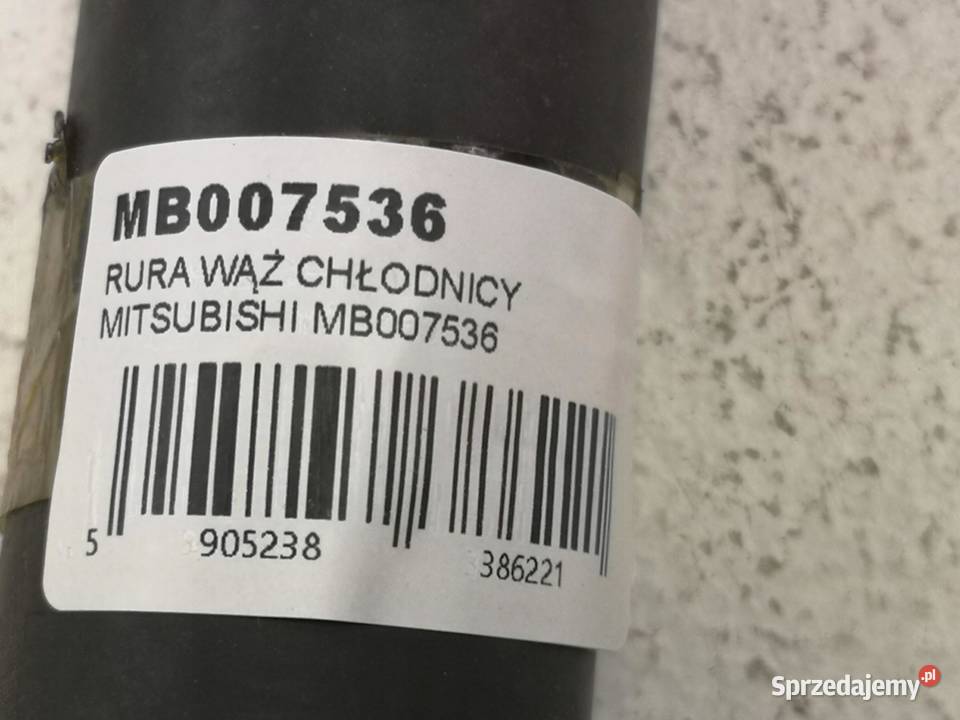 MB007536
RURA WĄŻ CHŁODNICY
MITSUBISHI MB007536
5 905238 386221
Sprzedajemy.pl